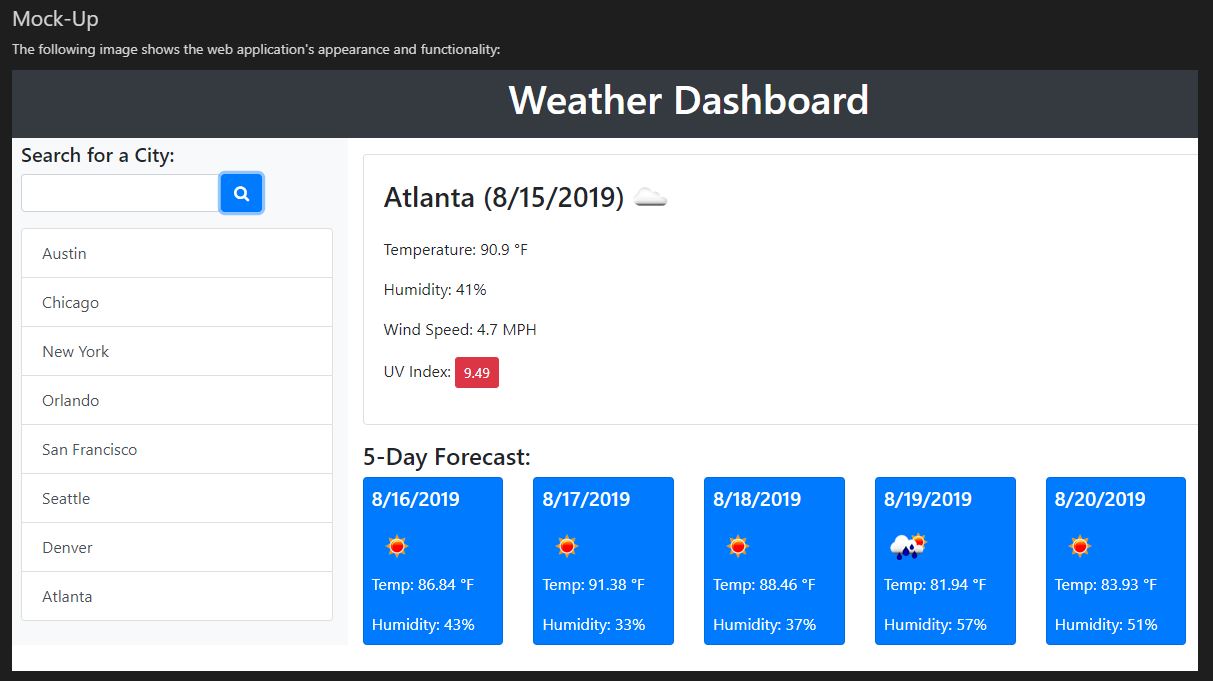 Mock-Up
The following image shows the web application's appearance and functionality:
Weather Dashboard
Search for a City:
Austin
Chicago
New York
Orlando
San Francisco
Seattle
Denver
Atlanta
Atlanta (8/15/2019)
Temperature: 90.9 °F
Humidity: 41%
Wind Speed: 4.7 MPH
UV Index: 9.49
5-Day Forecast:
8/16/2019
Temp: 86.84 °F
Humidity: 43%
8/17/2019
Temp: 91.38 °F
Humidity: 33%
8/18/2019
Temp: 88.46 °F
Humidity: 37%
8/19/2019
Temp: 81.94 °F
Humidity: 57%
8/20/2019
Temp: 83.93 °F
Humidity: 51%